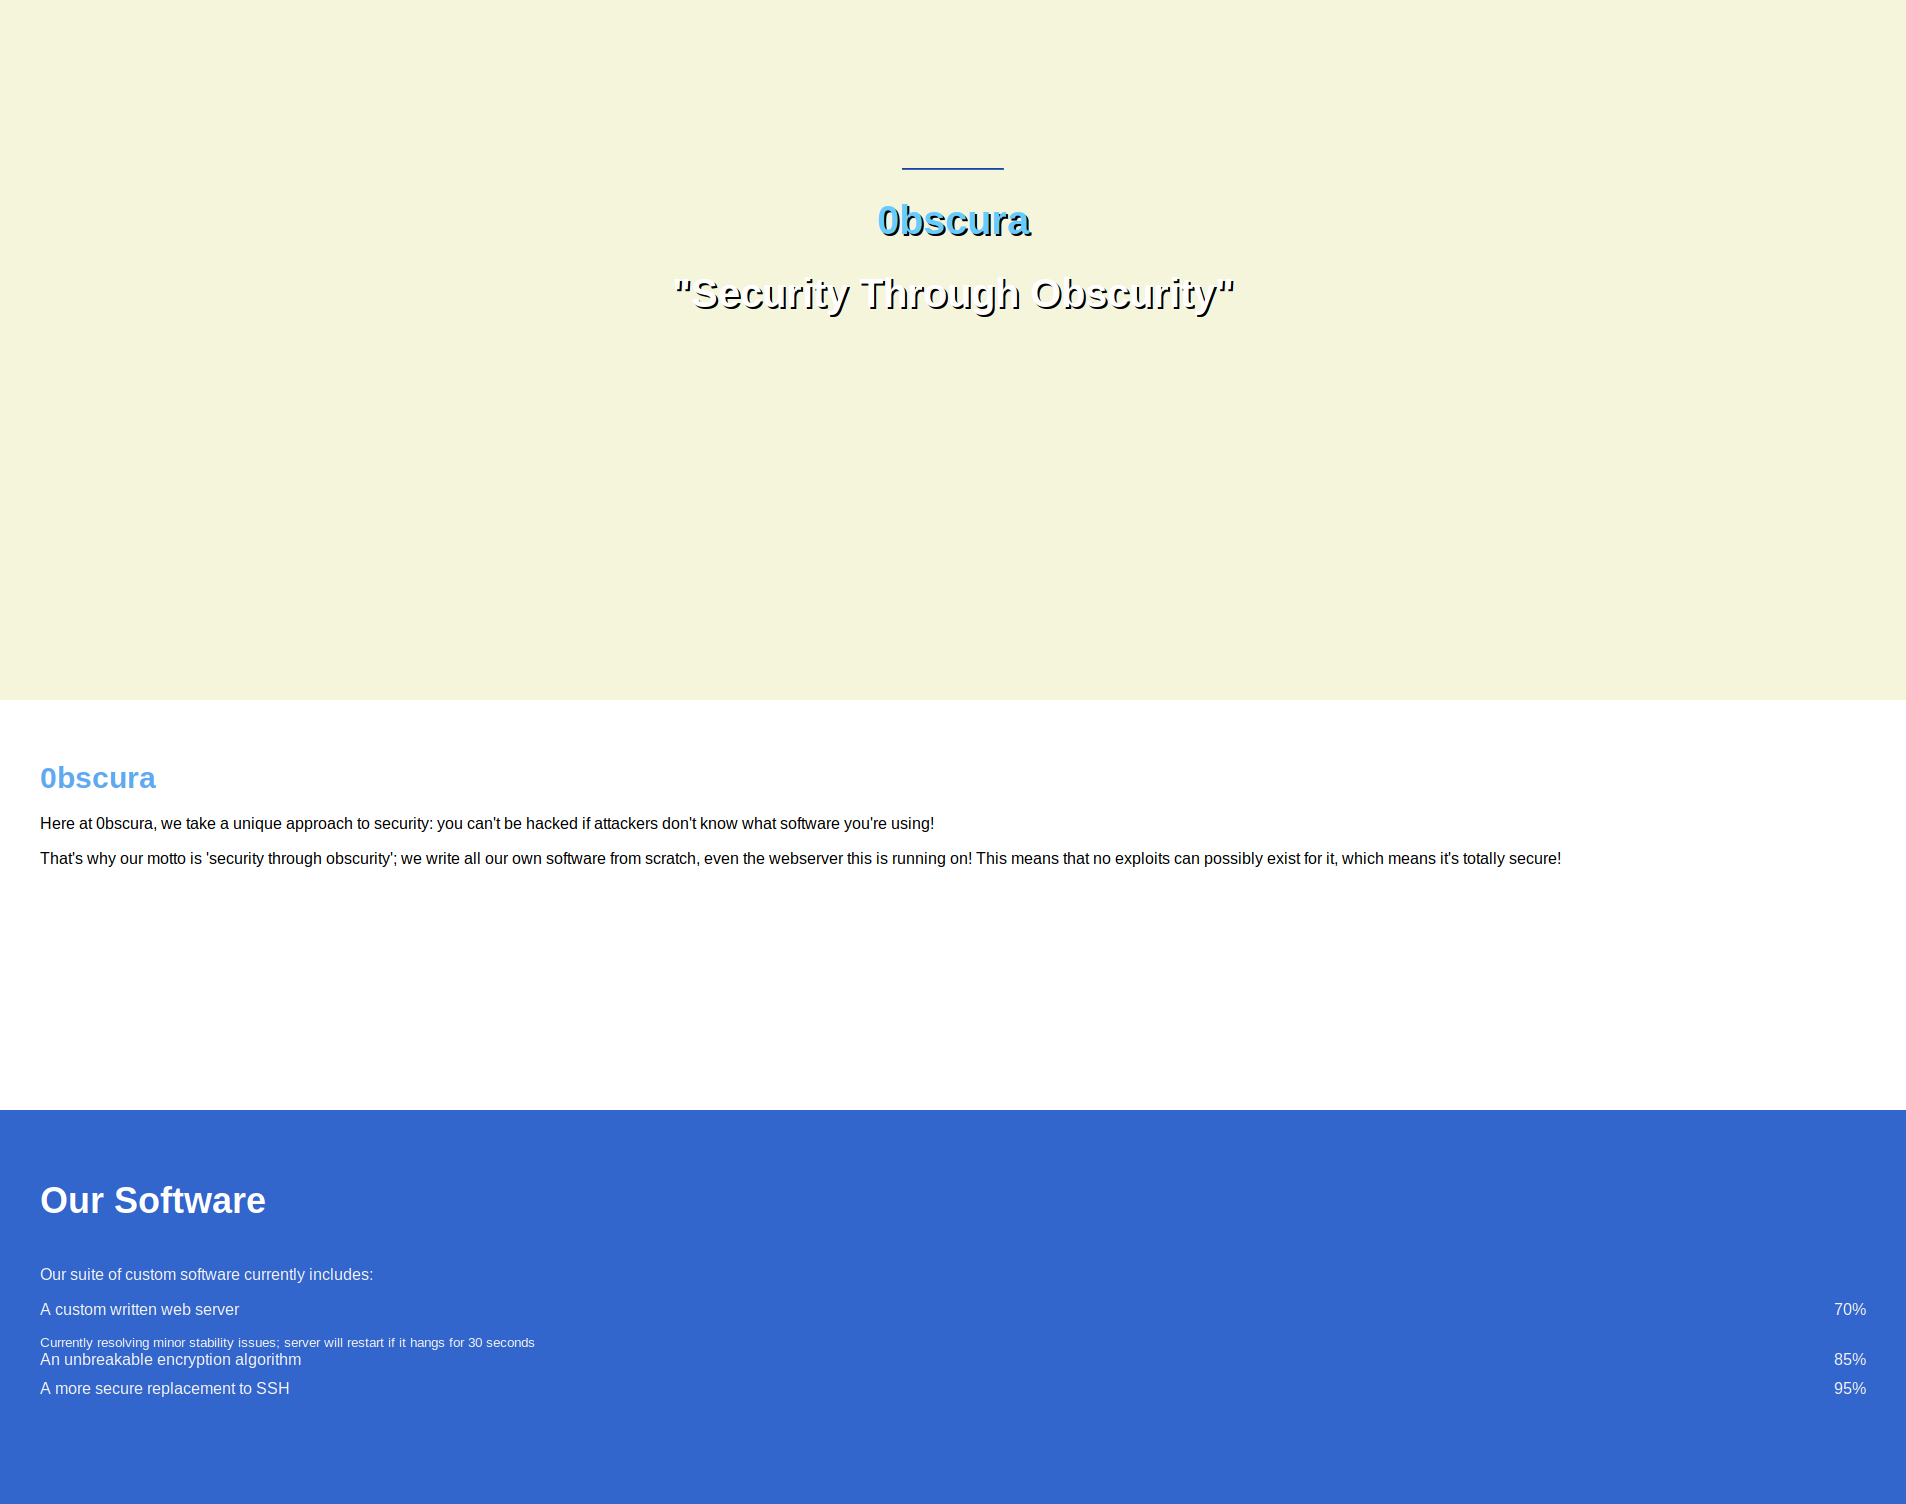 0bscura
"Security Through Obscurity"
0bscura
Here at 0bscura, we take a unique approach to security: you can't be hacked if attackers don't know what software you're using!
That's why our motto is 'security through obscurity'; we write all our own software from scratch, even the webserver this is running on! This means that no exploits can possibly exist for it, which means it's totally secure!
Our Software
Our suite of custom software currently includes:
A custom written web server 70%
Currently resolving minor stability issues; server will restart if it hangs for 30 seconds
An unbreakable encryption algorithm 85%
A more secure replacement to SSH 95%